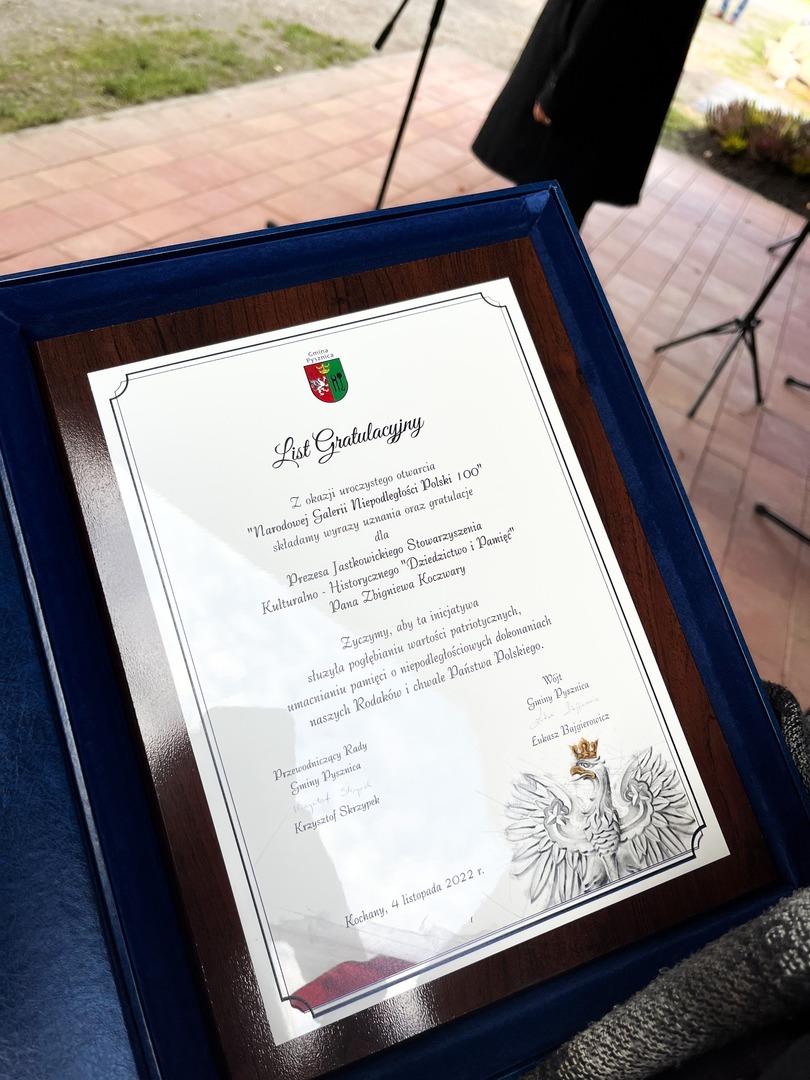 Gmina
Pysznica
List Gratulacyjny
Z okazji uroczystego otwarcia
"Narodowej Galerii Niepodległości Polski 100"
składamy wyrazy uznania oraz gratulacje
dla
Prezesa Jastkowickiego Stowarzyszenia
Kulturalno - Historycznego "Dziedzictwo i Pamięć"
Pana Zbigniewa Koczwary
Życzymy, aby ta inicjatywa
służyła pogłębianiu wartości patriotycznych,
umacnianiu pamięci o niepodległościowych dokonaniach
naszych Rodaków i chwale Państwa Polskiego.
Wójt
Gminy Pysznica
Łukasz Bajgierowicz
Przewodniczący Rady
Gminy Pysznica
Krzysztof Skrzypek
Kochany, 4 listopada 2022 r.